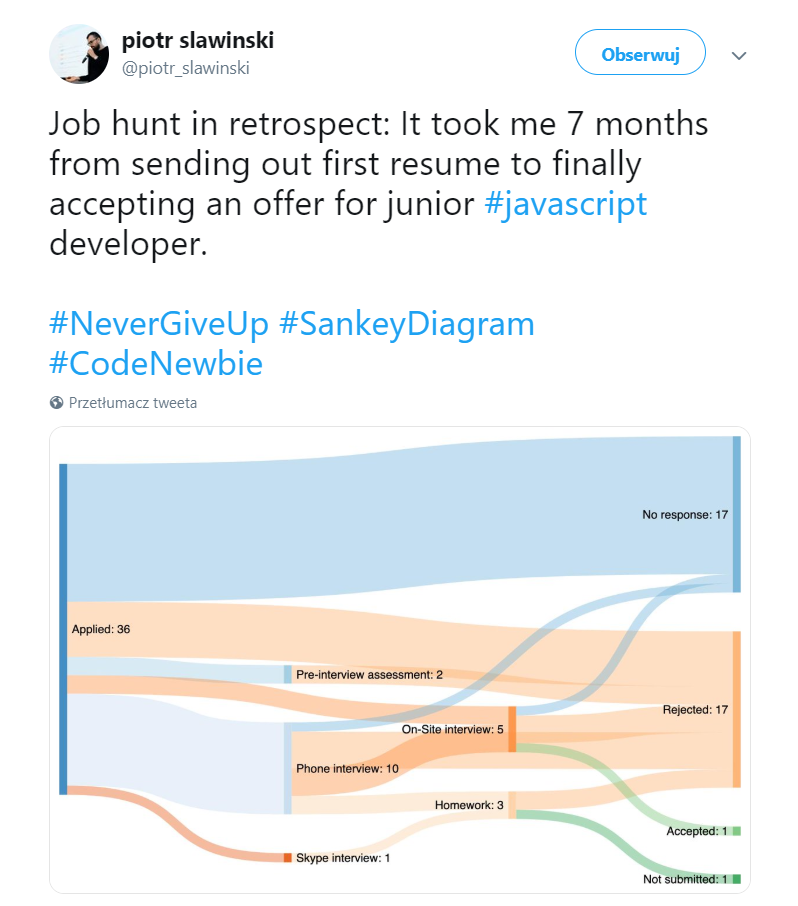 piotr slawinski
@piotr_slawinski
Obserwuj
Job hunt in retrospect: It took me 7 months
from sending out first resume to finally
accepting an offer for junior #javascript
developer.
#NeverGiveUp #SankeyDiagram
#CodeNewbie
Przetłumacz tweeta
No response: 17
Applied: 36
Pre-interview assessment: 2
Rejected: 17
On-Site interview: 5
Phone interview: 10
Homework: 3
Accepted: 1
Skype interview: 1
Not submitted: 1